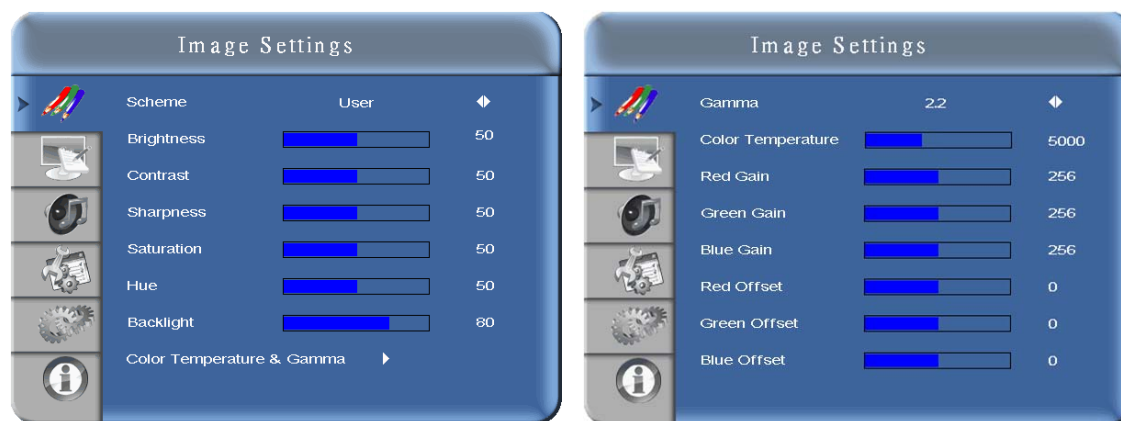 Image Settings
Scheme User
Brightness 50
Contrast 50
Sharpness 50
Saturation 50
Hue 50
Backlight 80
Color Temperature & Gamma
Image Settings
Gamma 2.2
Color Temperature 5000
Red Gain 256
Green Gain 256
Blue Gain 256
Red Offset 0
Green Offset 0
Blue Offset 0